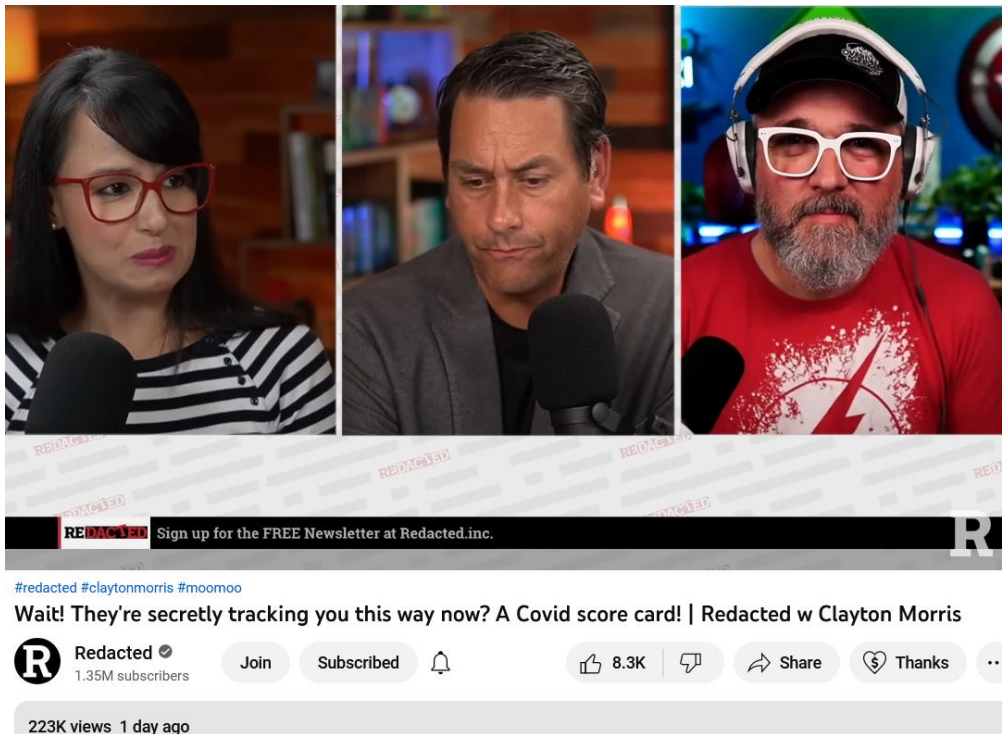 REDACTED
REDACTED
REDACTED
REDACTED
REDACTED
REDACTED Sign up for the FREE Newsletter at Redacted.inc.
R
#redacted #claytonmorris #moomoo
Wait! They're secretly tracking you this way now? A Covid score card! | Redacted w Clayton Morris
R Redacted
1.35M subscribers
Join Subscribed 8.3K Share Thanks
223K views 1 day ago